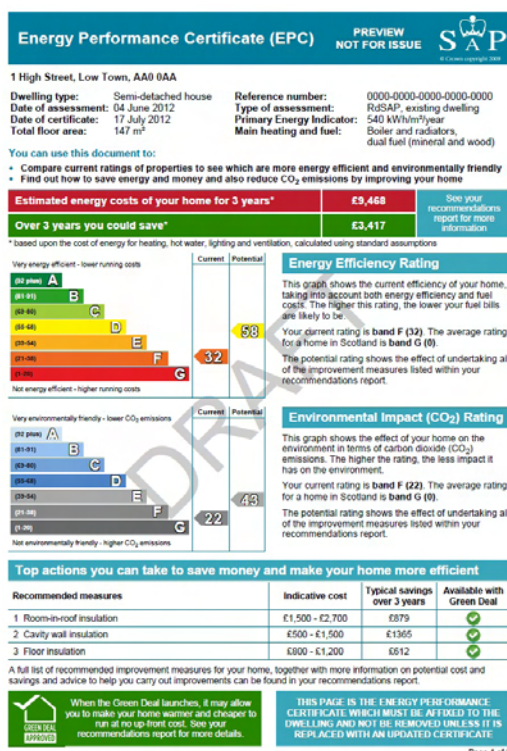 Energy Performance Certificate (EPC)
PREVIEW
NOT FOR ISSUE
SAP
© Crown copyright 2009
1 High Street, Low Town, AA0 0AA
Dwelling type: Semi-detached house
Date of assessment: 04 June 2012
Date of certificate: 17 July 2012
Total floor area: 147 m²
Reference number: 0000-0000-0000-0000-0000
Type of assessment: RdSAP, existing dwelling
Primary Energy Indicator: 540 kWh/m²/year
Main heating and fuel: Boiler and radiators,
dual fuel (mineral and wood)
You can use this document to:
• Compare current ratings of properties to see which are more energy efficient and environmentally friendly
• Find out how to save energy and money and also reduce CO₂ emissions by improving your home
Estimated energy costs of your home for 3 years* £9,468
Over 3 years you could save* £3,417
See your
recommendations
report for more
information
* based upon the cost of energy for heating, hot water, lighting and ventilation, calculated using standard assumptions
Very energy efficient - lower running costs
Current Potential
(92 plus) A
(81-91) B
(69-80) C
(55-68) D
(39-54) E
(21-38) F
(1-20) G
58
32
Not energy efficient - higher running costs
Energy Efficiency Rating
This graph shows the current efficiency of your home,
taking into account both energy efficiency and fuel
costs. The higher this rating, the lower your fuel bills
are likely to be.
Your current rating is band F (32). The average rating
for a home in Scotland is band G (0).
The potential rating shows the effect of undertaking al
of the improvement measures listed within your
recommendations report.
Very environmentally friendly - lower CO₂ emissions
Current Potential
(92 plus) A
(81-91) B
(69-80) C
(55-68) D
(39-54) E
(21-38) F
(1-20) G
43
22
Not environmentally friendly - higher CO₂ emissions
DRAFT
Environmental Impact (CO₂) Rating
This graph shows the effect of your home on the
environment in terms of carbon dioxide (CO₂)
emissions. The higher the rating, the less impact it
has on the environment.
Your current rating is band F (22). The average rating
for a home in Scotland is band G (0).
The potential rating shows the effect of undertaking al
of the improvement measures listed within your
recommendations report.
Top actions you can take to save money and make your home more efficient
Recommended measures Indicative cost Typical savings over 3 years Available with Green Deal
1 Room-in-roof insulation £1,500 - £2,700 £879
2 Cavity wall insulation £500 - £1,500 £1365
3 Floor insulation £800 - £1,200 £612
A full list of recommended improvement measures for your home, together with more information on potential cost and
savings and advice to help you carry out improvements can be found in your recommendations report.
GREEN DEAL
APPROVED
When the Green Deal launches, it may allow
you to make your home warmer and cheaper to
run at no up-front cost. See your
recommendations report for more details.
THIS PAGE IS THE ENERGY PERFORMANCE
CERTIFICATE WHICH MUST BE AFFIXED TO THE
DWELLING AND NOT BE REMOVED UNLESS IT IS
REPLACED WITH AN UPDATED CERTIFICATE